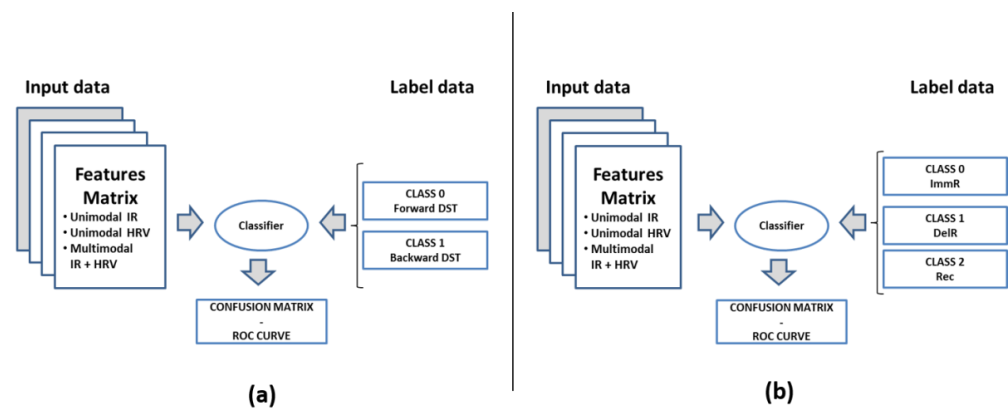 Input data
Label data
Features
Matrix
• Unimodal IR
• Unimodal HRV
• Multimodal
IR + HRV
Classifier
CLASS 0
Forward DST
CLASS 1
Backward DST
CONFUSION MATRIX
-
ROC CURVE
(a)
Input data
Label data
Features
Matrix
• Unimodal IR
• Unimodal HRV
• Multimodal
IR + HRV
Classifier
CLASS 0
ImmR
CLASS 1
DelR
CLASS 2
Rec
CONFUSION MATRIX
-
ROC CURVE
(b)